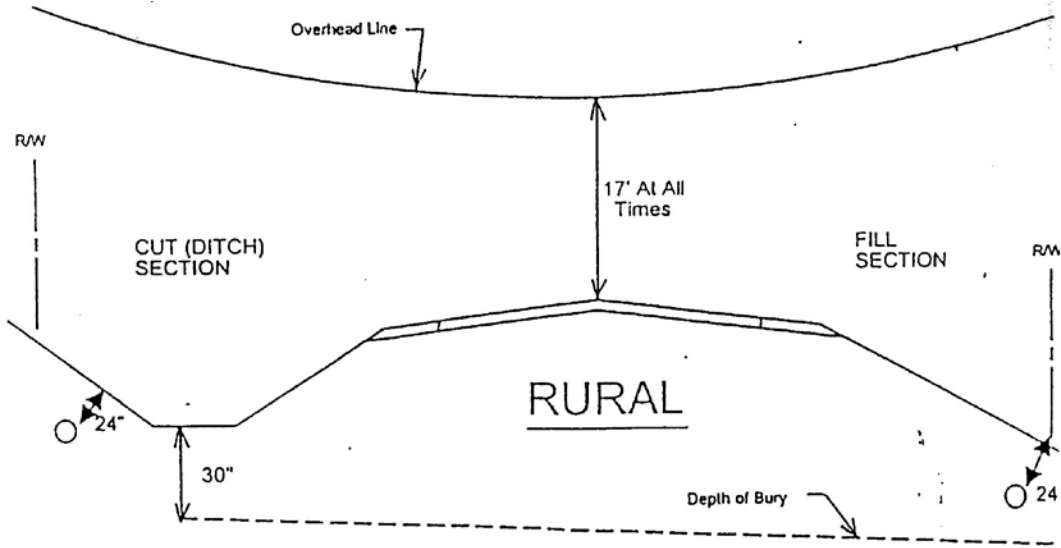 Overhead Line
R/W
17' At All
Times
CUT (DITCH)
SECTION
FILL
SECTION
R/W
RURAL
24"
30"
24
Depth of Bury